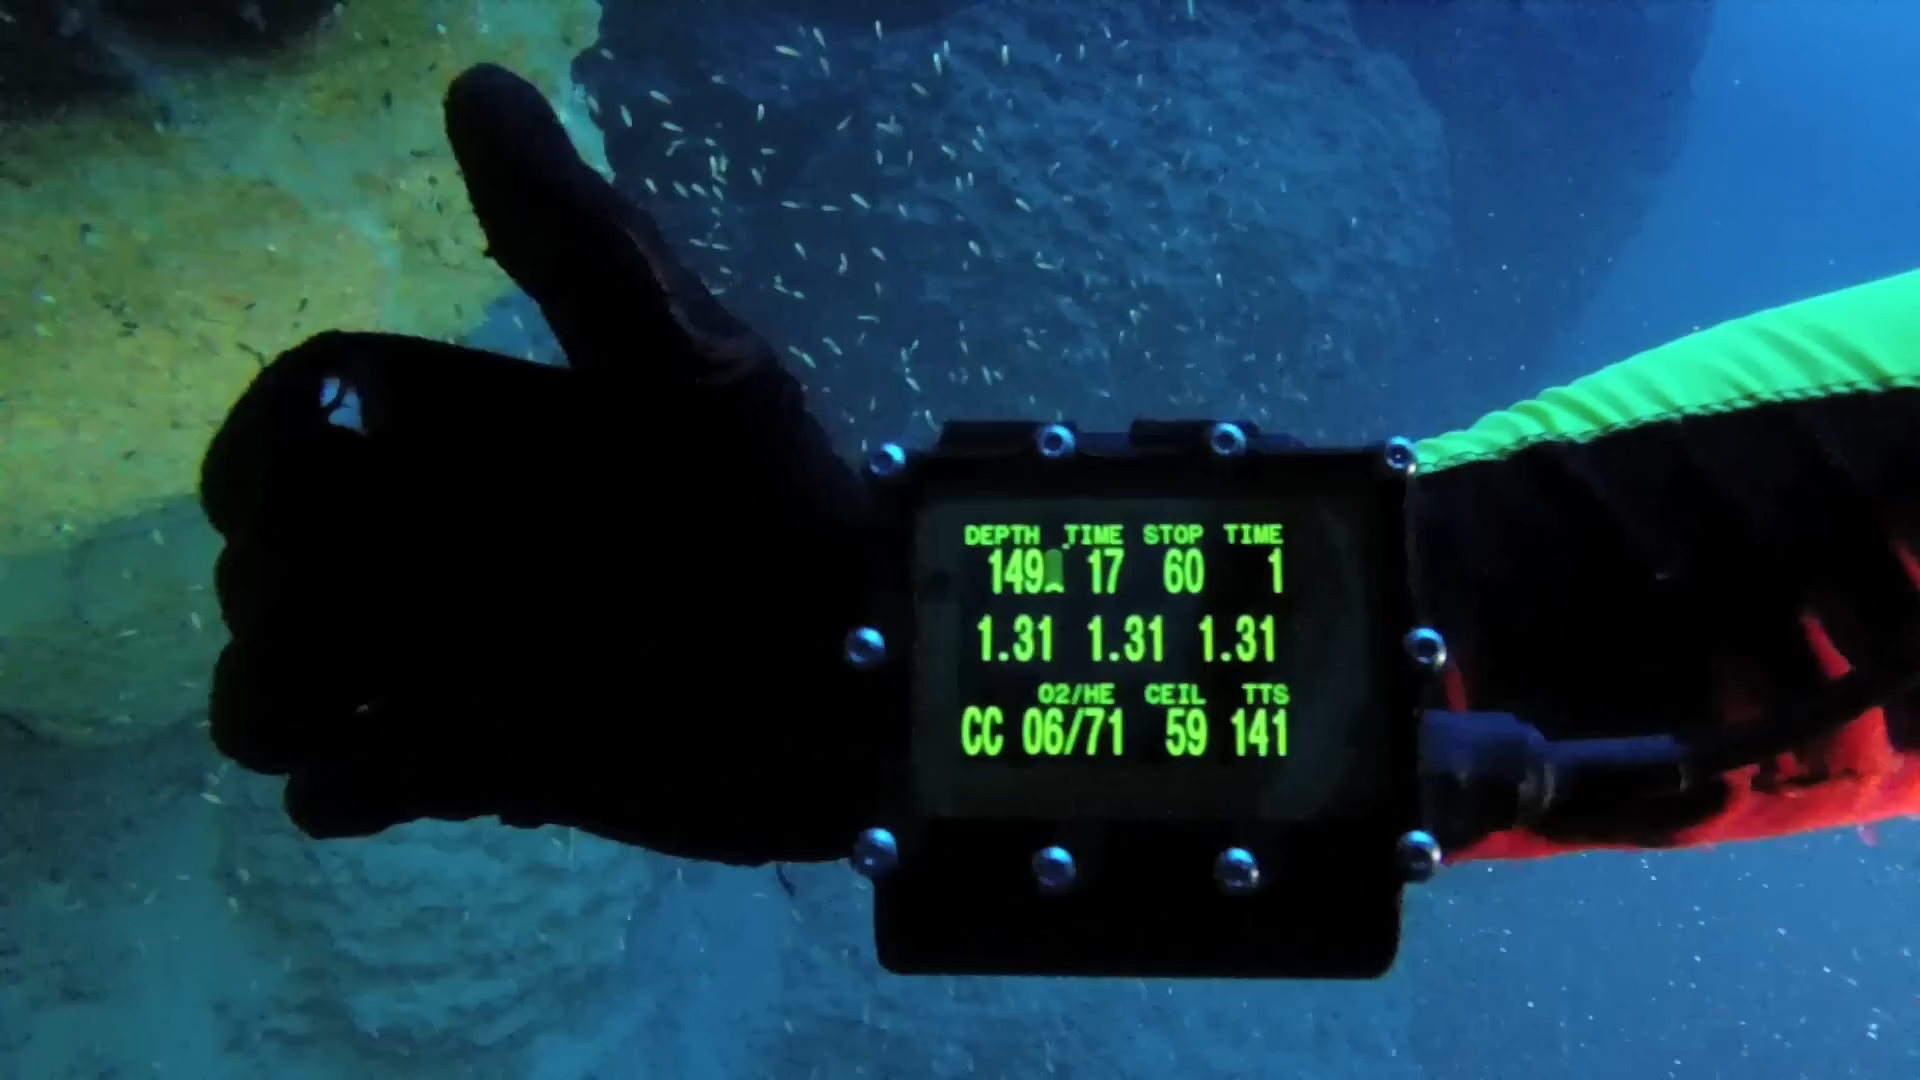 DEPTH TIME STOP TIME
149 17 60 1
1.31 1.31 1.31
O2/HE CEIL TTS
CC 06/71 59 141